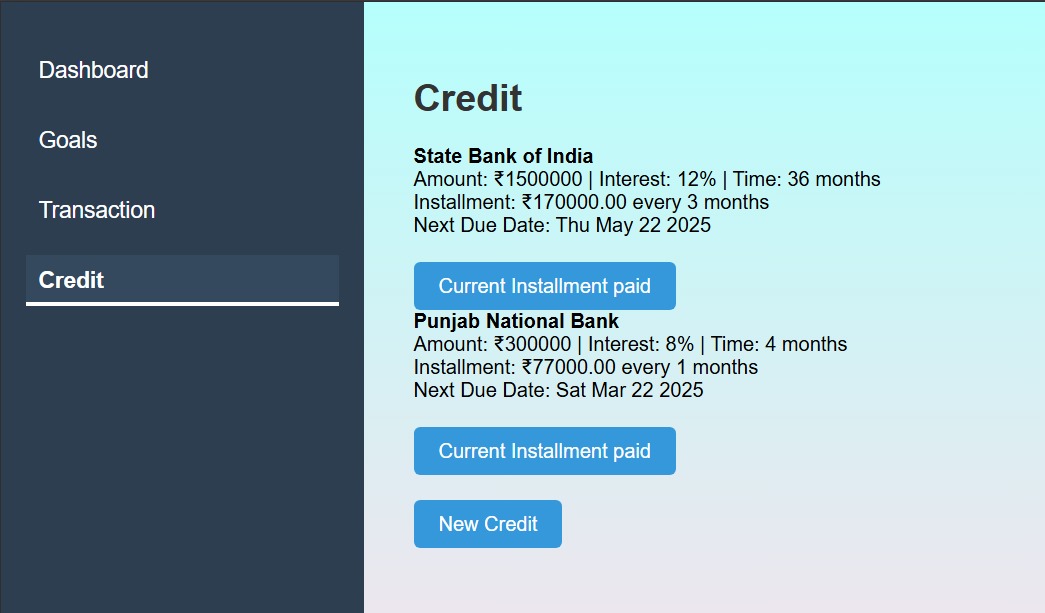 Dashboard
Goals
Transaction
Credit
Credit
State Bank of India
Amount: ₹1500000 | Interest: 12% | Time: 36 months
Installment: ₹170000.00 every 3 months
Next Due Date: Thu May 22 2025
Current Installment paid
Punjab National Bank
Amount: ₹300000 | Interest: 8% | Time: 4 months
Installment: ₹77000.00 every 1 months
Next Due Date: Sat Mar 22 2025
Current Installment paid
New Credit